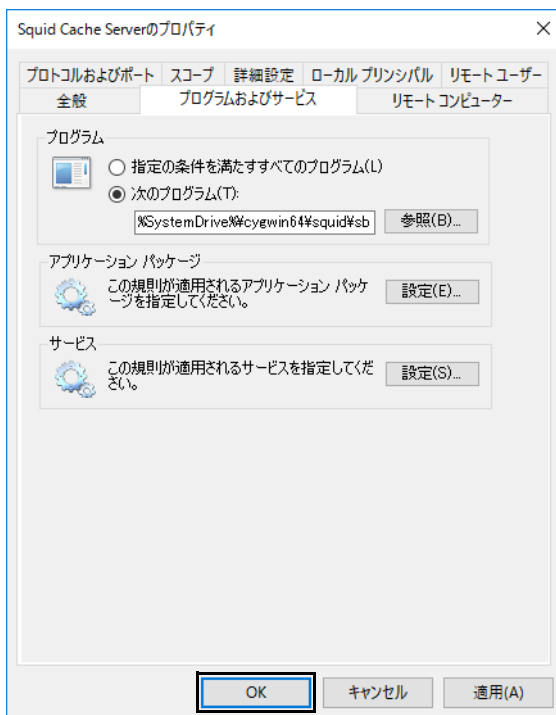 Squid Cache Serverのプロパティ
プロトコルおよびポート スコープ 詳細設定 ローカル プリンシパル リモート ユーザー
全般 プログラムおよびサービス リモート コンピューター
プログラム
指定の条件を満たすすべてのプログラム(L)
次のプログラム(T):
%SystemDrive%¥cygwin64¥squid¥sb 参照(B)...
アプリケーション パッケージ
この規則が適用されるアプリケーション パッケ
ージを指定してください。
設定(E)...
サービス
この規則が適用されるサービスを指定してくだ
さい。
設定(S)...
OK キャンセル 適用(A)